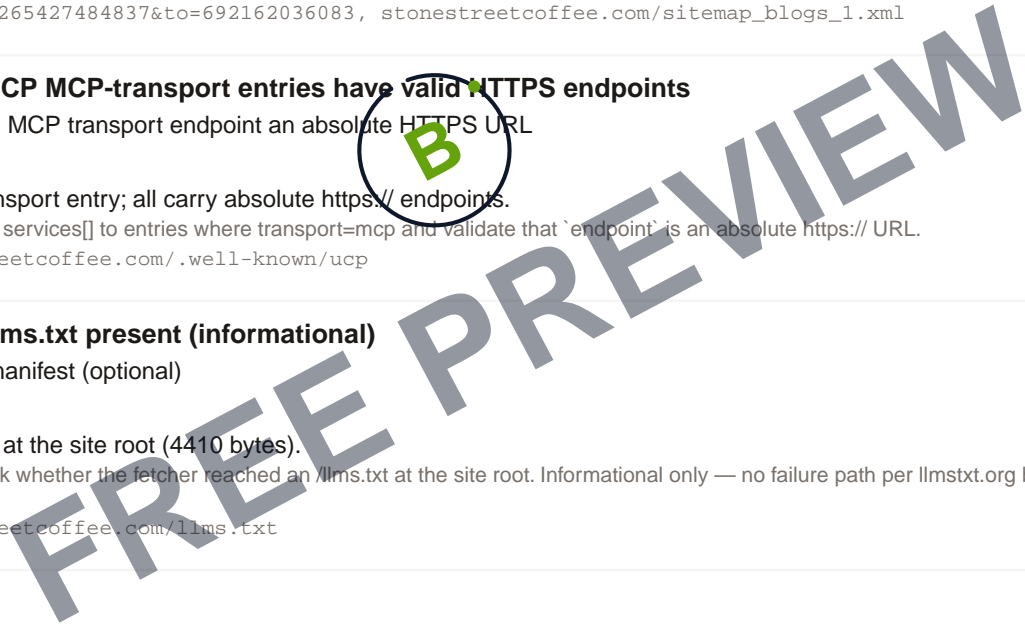 265427484837&to=692162036083, stonestreetcoffee.com/sitemap_blogs_1.xml
CP MCP-transport entries have valid HTTPS endpoints
MCP transport endpoint an absolute HTTPS URL
B
nsport entry; all carry absolute https:// endpoints.
services[] to entries where transport=mcp and validate that `endpoint` is an absolute https:// URL.
eetcoffee.com/.well-known/ucp
lms.txt present (informational)
manifest (optional)
at the site root (4410 bytes).
k whether the fetcher reached an /llms.txt at the site root. Informational only — no failure path per llmstxt.org
eetcoffee.com/llms.txt
FREE PREVIEW